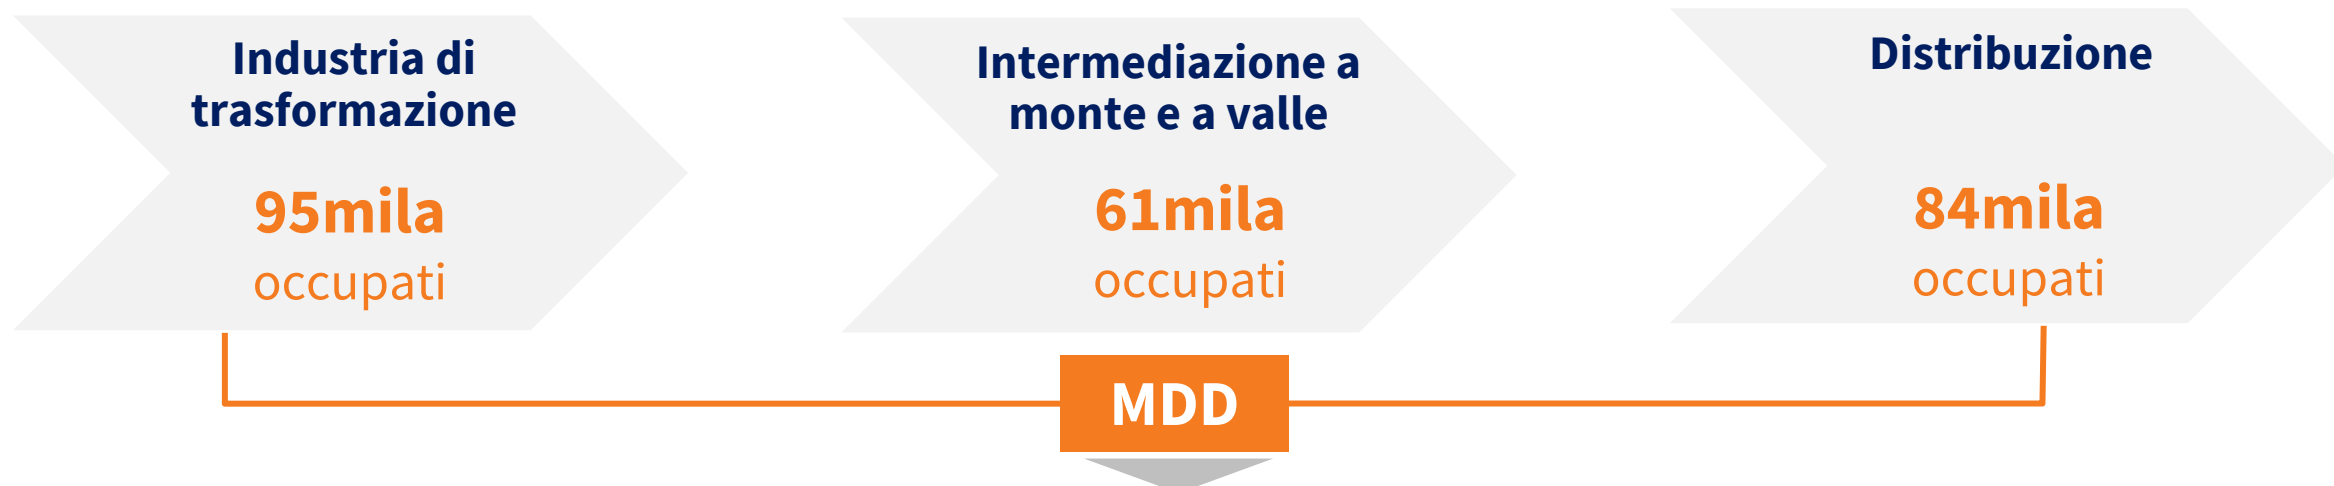 Industria di
trasformazione
95mila
occupati
Intermediazione a
monte e a valle
61mila
occupati
Distribuzione
84mila
occupati
MDD